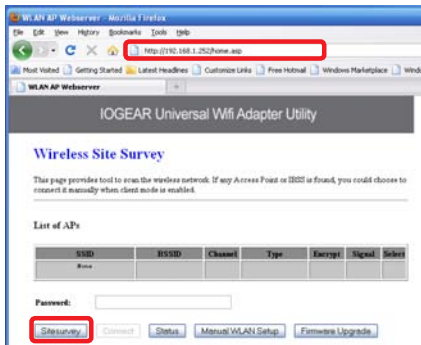 WLAN AP Webserver - Mozilla Firefox
File Edit View History Bookmarks Tools Help
http://192.168.1.252/home.asp
Most Visited Getting Started Latest Headlines Customize Links Free Hotmail Windows Marketplace Wind
WLAN AP Webserver
IOGEAR Universal Wifi Adapter Utility
Wireless Site Survey
This page provides tool to scan the wireless network. If any Access Point or IBSS is found, you could choose to
connect it manually when client mode is enabled.
List of APs
SSID BSSID Channel Type Encrypt Signal Select
None
Password:
Sitesurvey Connect Status Manual WLAN Setup Firmware Upgrade